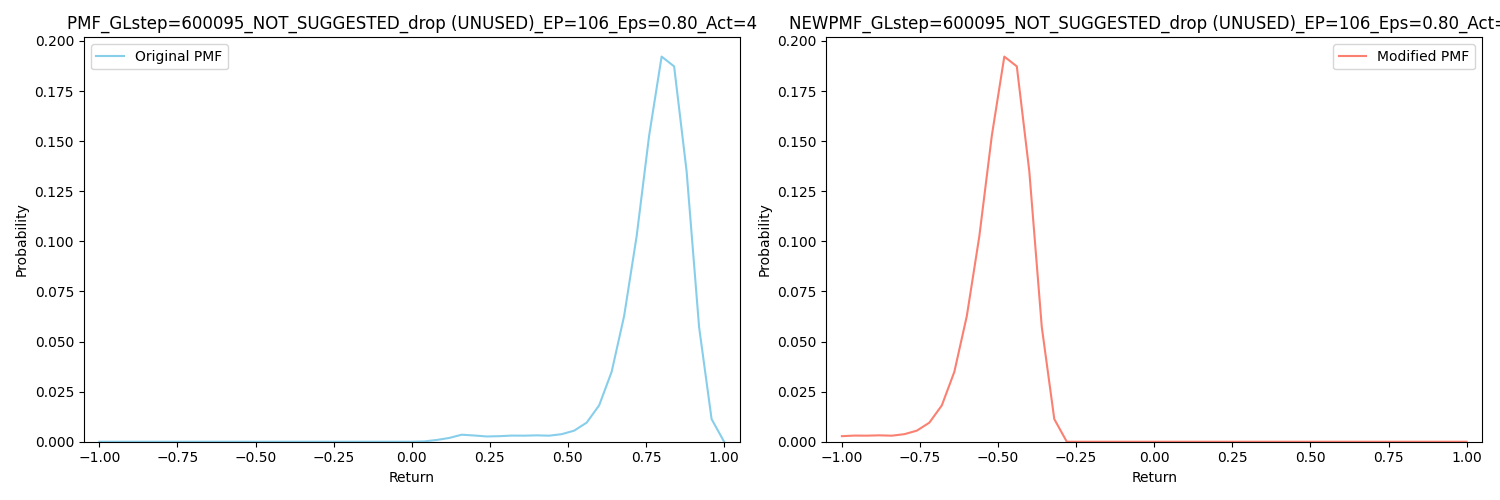 PMF_GLstep=600095_NOT_SUGGESTED_drop (UNUSED)_EP=106_Eps=0.80_Act=4
Original PMF
0.200
0.175
0.150
0.125
0.100
0.075
0.050
0.025
0.000
Probability
−1.00 −0.75 −0.50 −0.25 0.00 0.25 0.50 0.75 1.00
Return
NEWPMF_GLstep=600095_NOT_SUGGESTED_drop (UNUSED)_EP=106_Eps=0.80_Act=
Modified PMF
0.200
0.175
0.150
0.125
0.100
0.075
0.050
0.025
0.000
Probability
−1.00 −0.75 −0.50 −0.25 0.00 0.25 0.50 0.75 1.00
Return